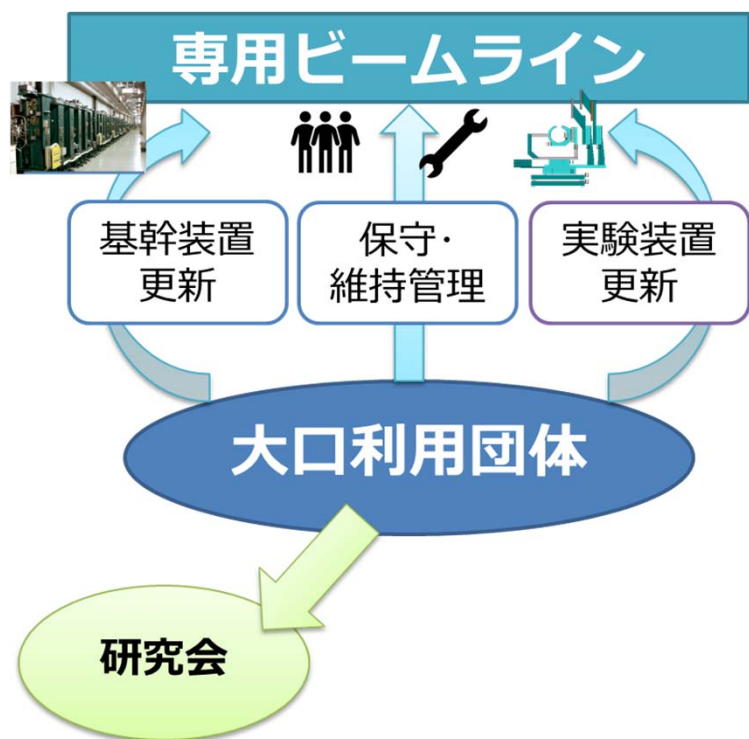 専用ビームライン
基幹装置
更新
保守・
維持管理
実験装置
更新
大口利用団体
研究会